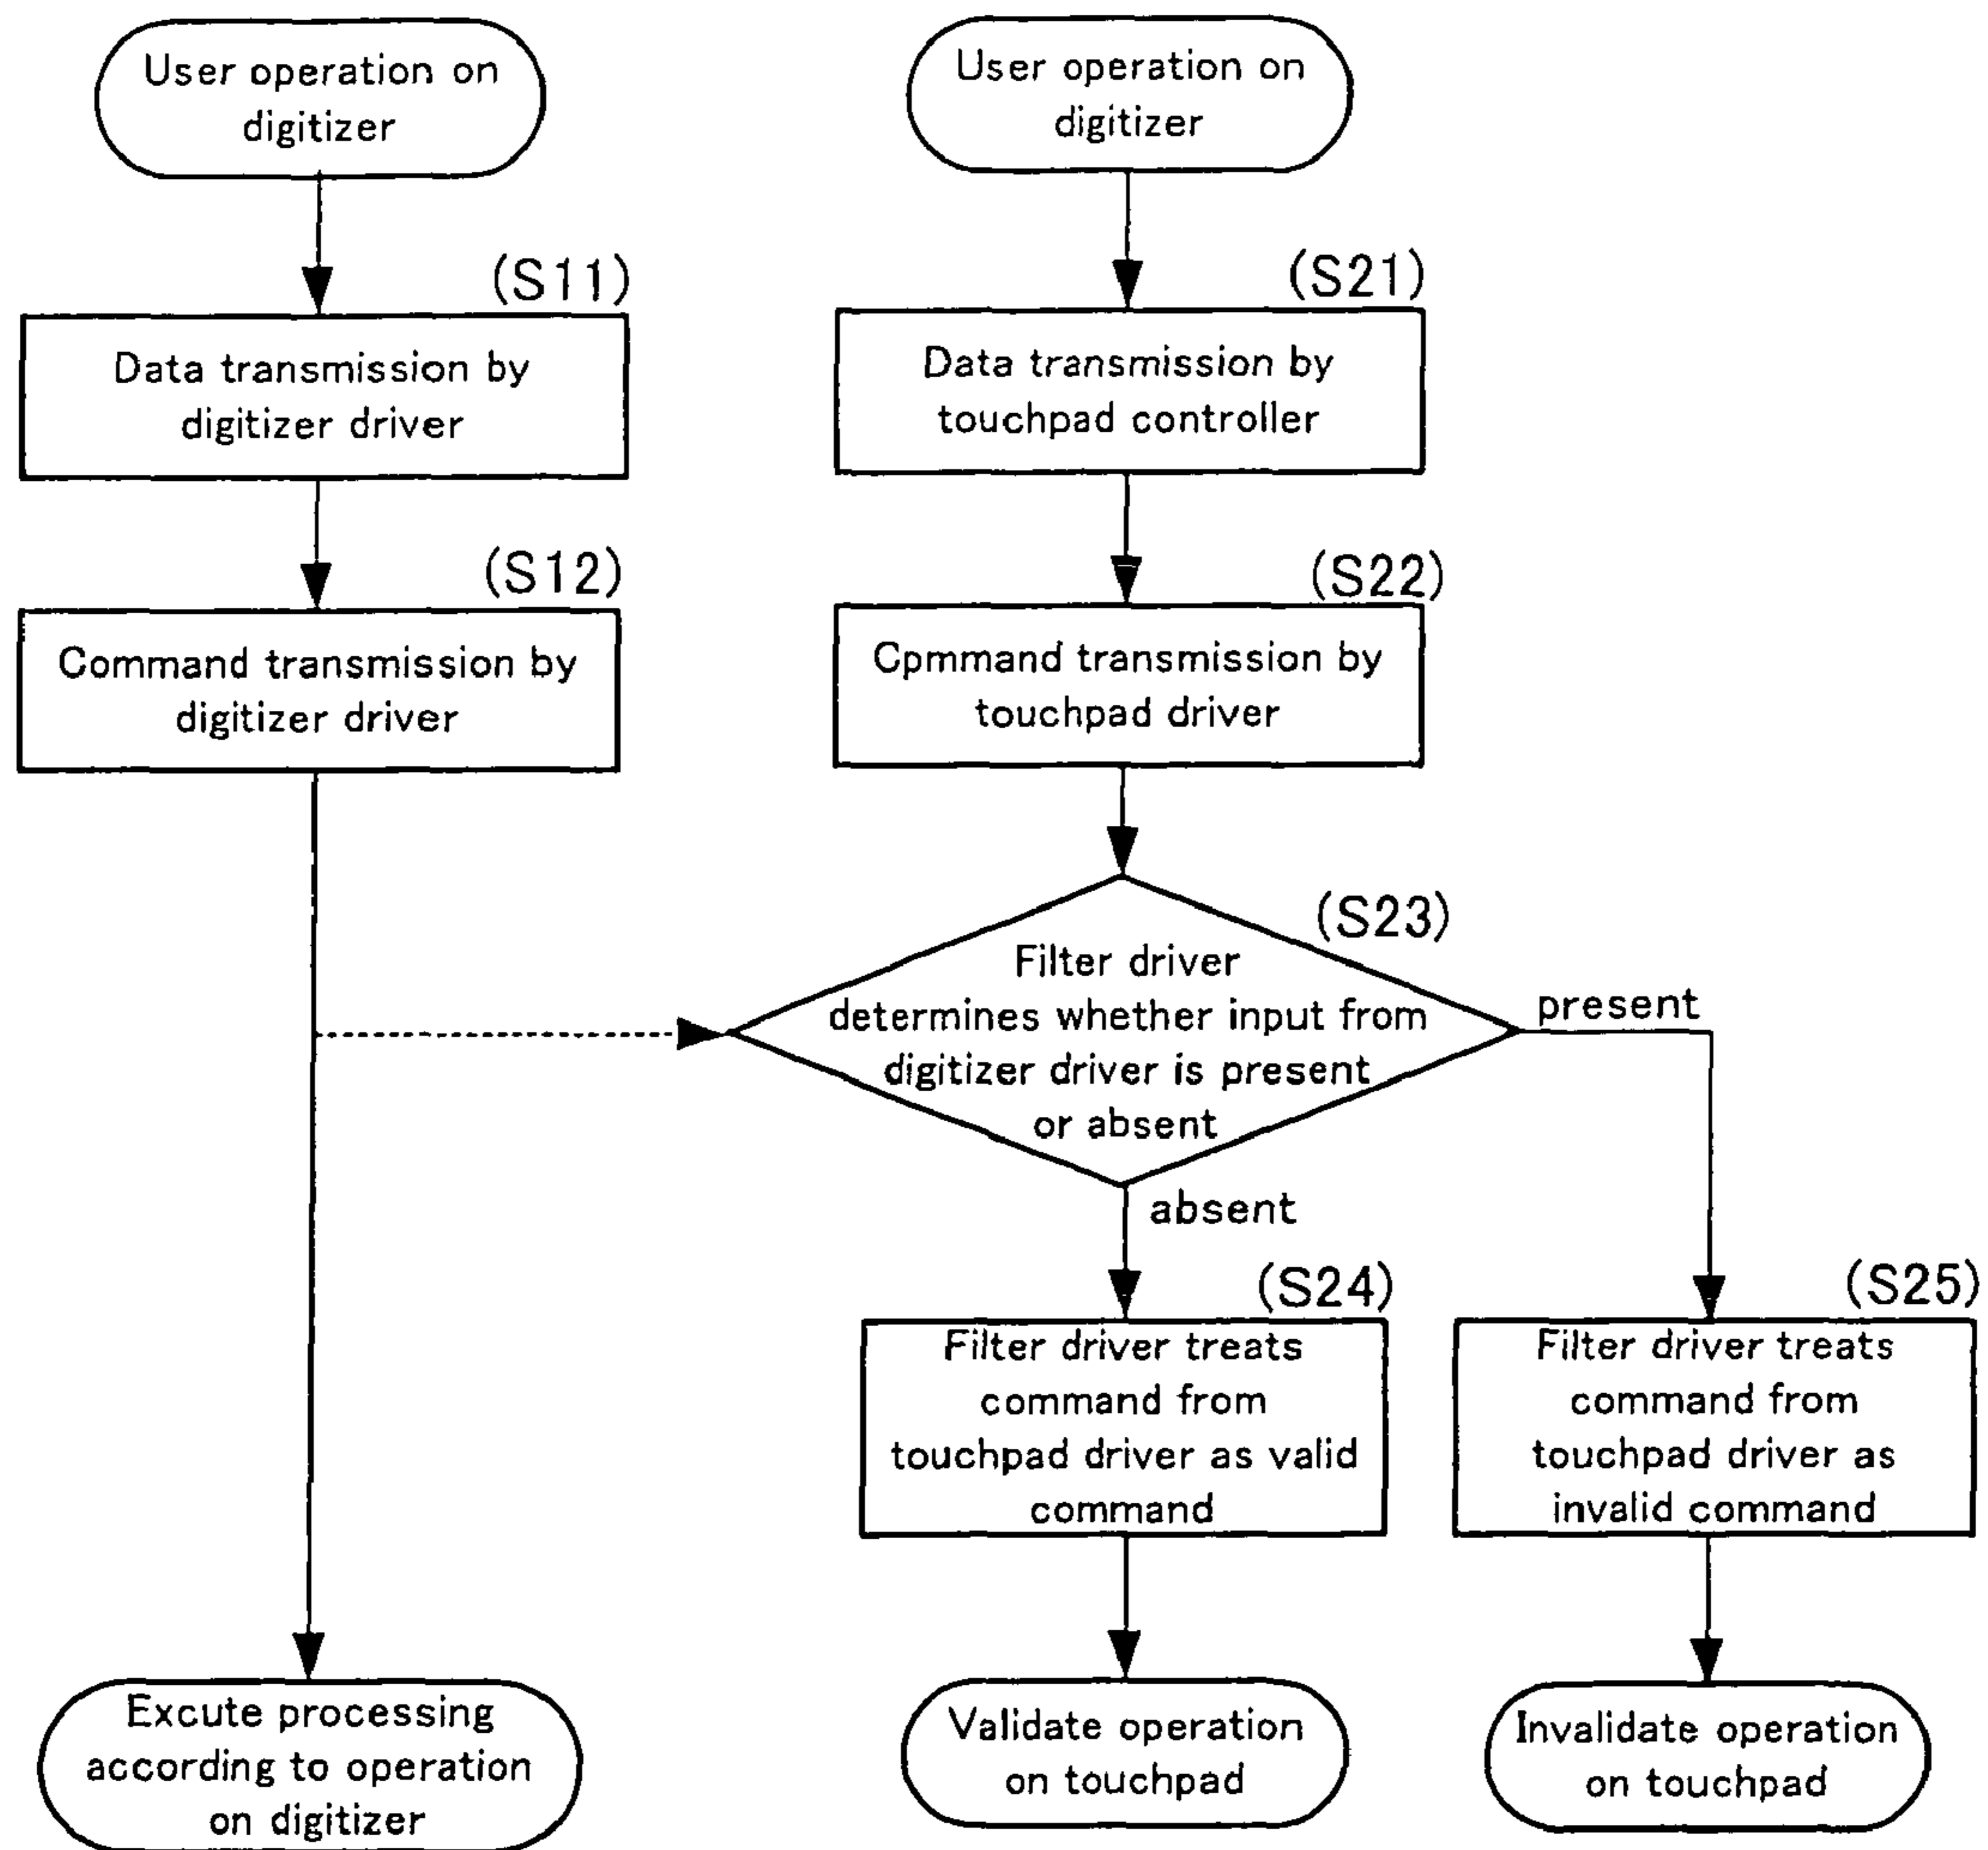 User operation on
digitizer
(S11)
Data transmission by
digitizer driver
(S12)
Command transmission by
digitizer driver
Excute processing
according to operation
on digitizer
User operation on
digitizer
(S21)
Data transmission by
touchpad controller
(S22)
Cpmmand transmission by
touchpad driver
(S23)
Filter driver
determines whether input from
digitizer driver is present
or absent
present
absent
(S24)
Filter driver treats
command from
touchpad driver as valid
command
Validate operation
on touchpad
(S25)
Filter driver treats
command from
touchpad driver as
invalid command
Invalidate operation
on touchpad